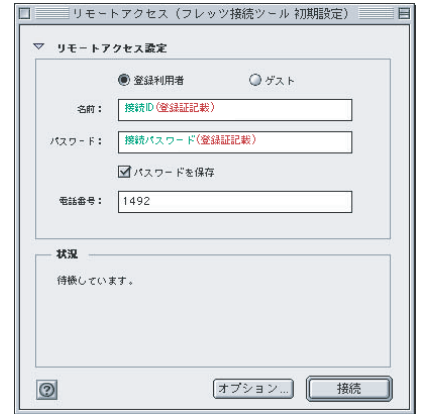 リモートアクセス（フレッツ接続ツール 初期設定）
リモートアクセス設定
登録利用者 ゲスト
名前： 接続ID(登録証記載)
パスワード： 接続パスワード(登録証記載)
パスワードを保存
電話番号： 1492
状況
待機しています。
? オプション... 接続